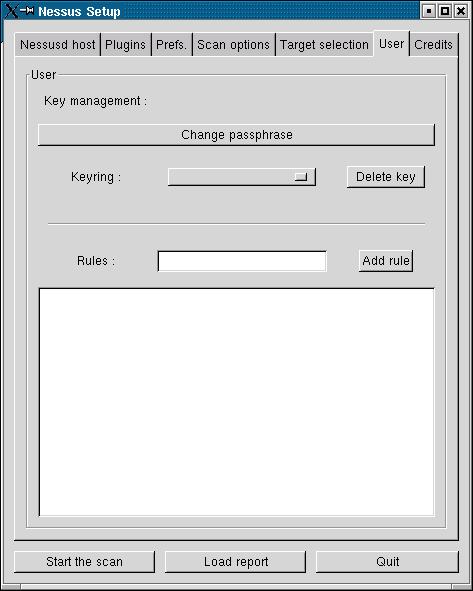 Nessus Setup
Nessusd host Plugins Prefs. Scan options Target selection User Credits
User
Key management :
Change passphrase
Keyring : Delete key
Rules : Add rule
Start the scan Load report Quit